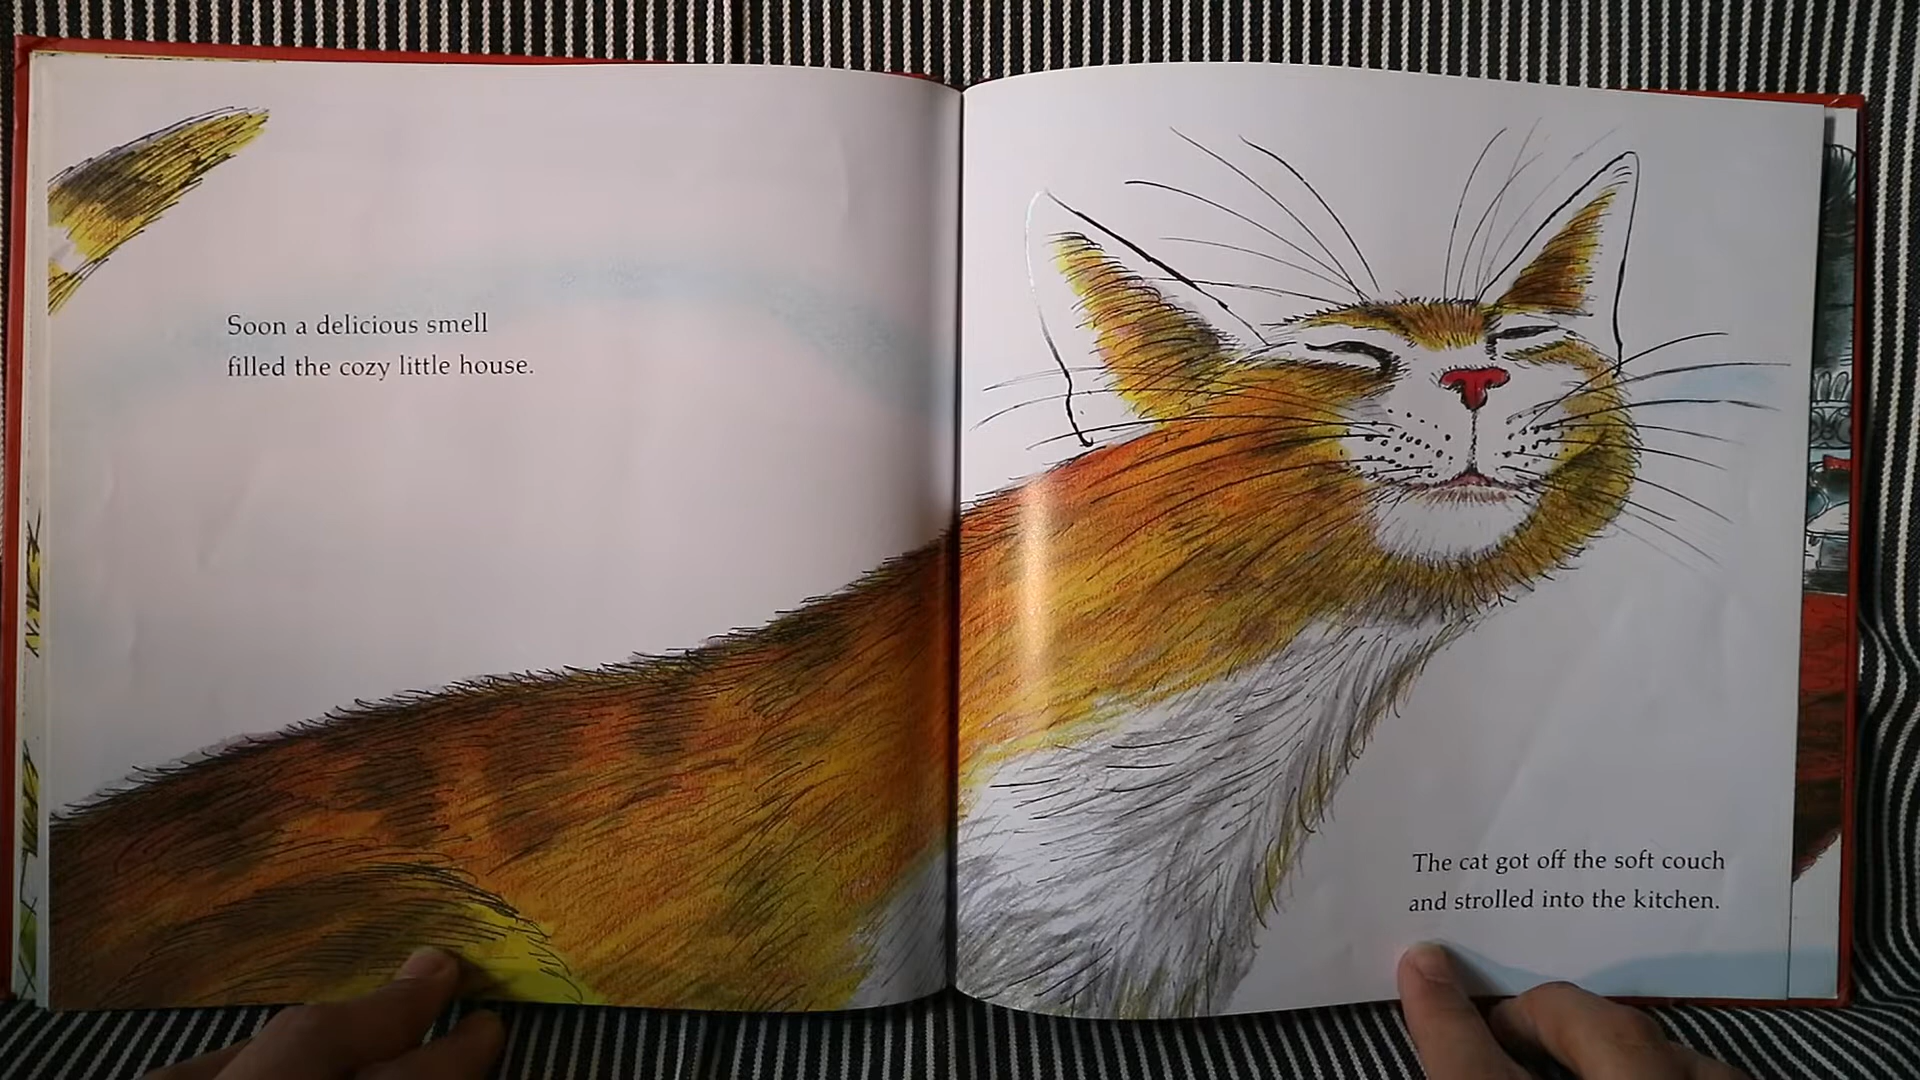 Soon a delicious smell
filled the cozy little house.
The cat got off the soft couch
and strolled into the kitchen.